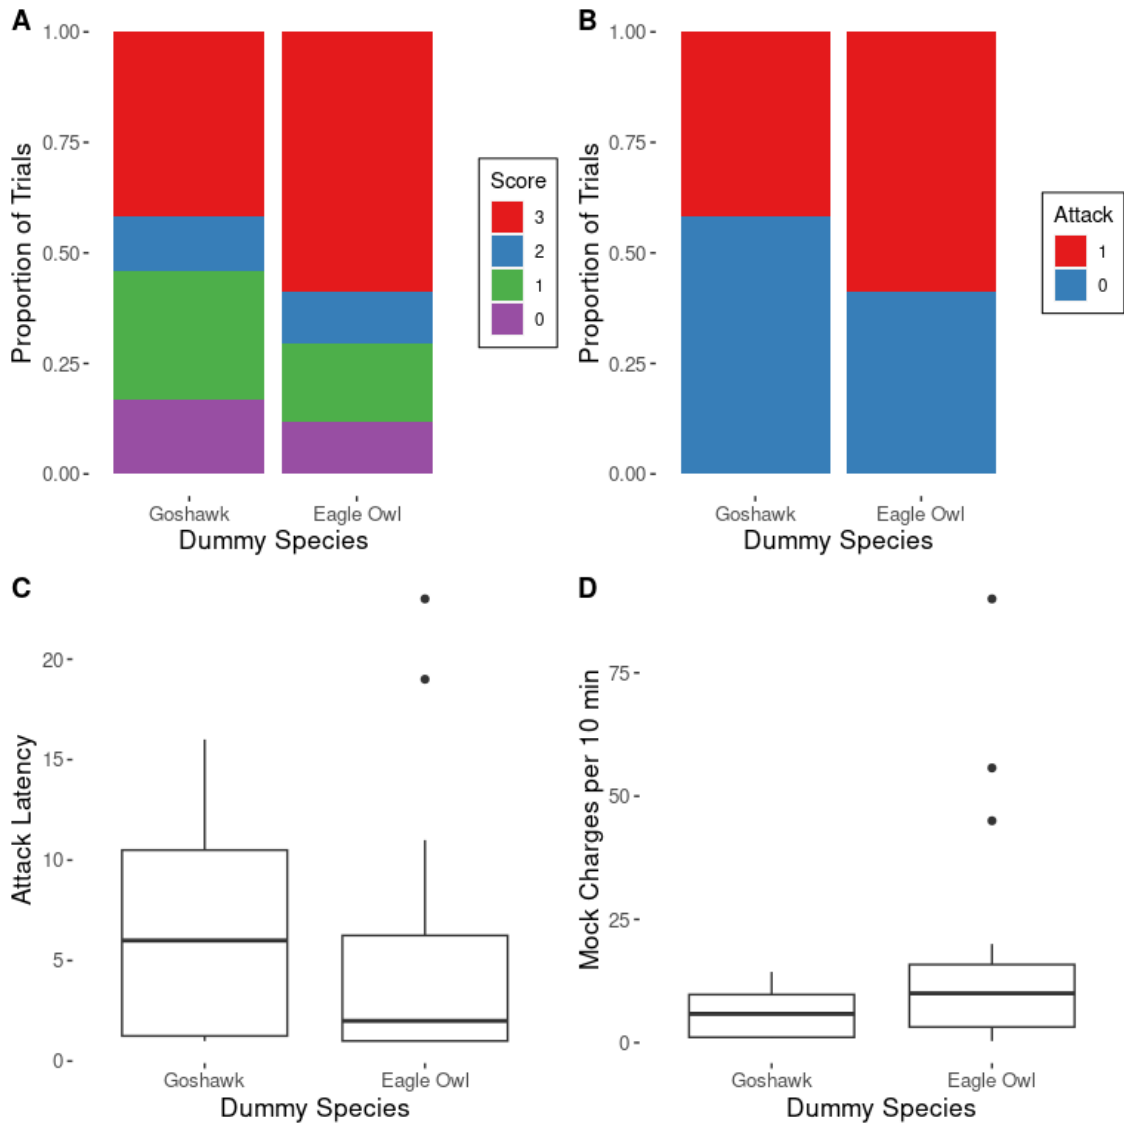 A
Proportion of Trials
1.00
0.75
0.50
0.25
0.00
Goshawk
Eagle Owl
Dummy Species
Score
3
2
1
0
B
Proportion of Trials
1.00
0.75
0.50
0.25
0.00
Goshawk
Eagle Owl
Dummy Species
Attack
1
0
C
Attack Latency
20
15
10
5
0
Goshawk
Eagle Owl
Dummy Species
D
Mock Charges per 10 min
75
50
25
0
Goshawk
Eagle Owl
Dummy Species